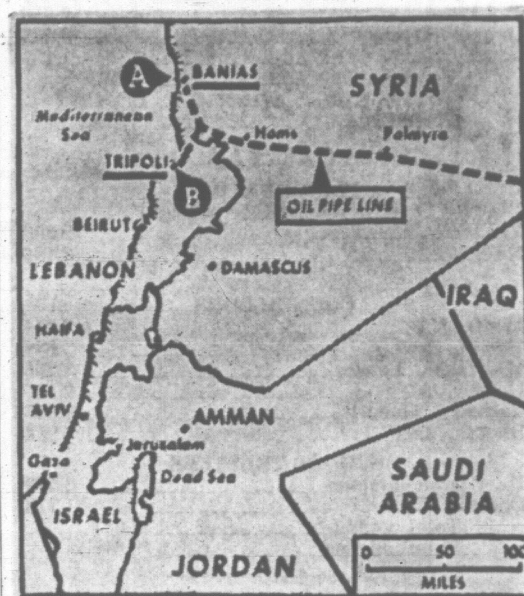 A
BANIAS
SYRIA
Mediterranean
Sea
Homs
Palmyra
TRIPOLI
B
OIL PIPE LINE
BEIRUT
LEBANON
DAMASCUS
IRAQ
HAIFA
TEL
AVIV
AMMAN
Jerusalem
Gaza
Dead Sea
SAUDI
ARABIA
ISRAEL
JORDAN
0 50 100
MILES